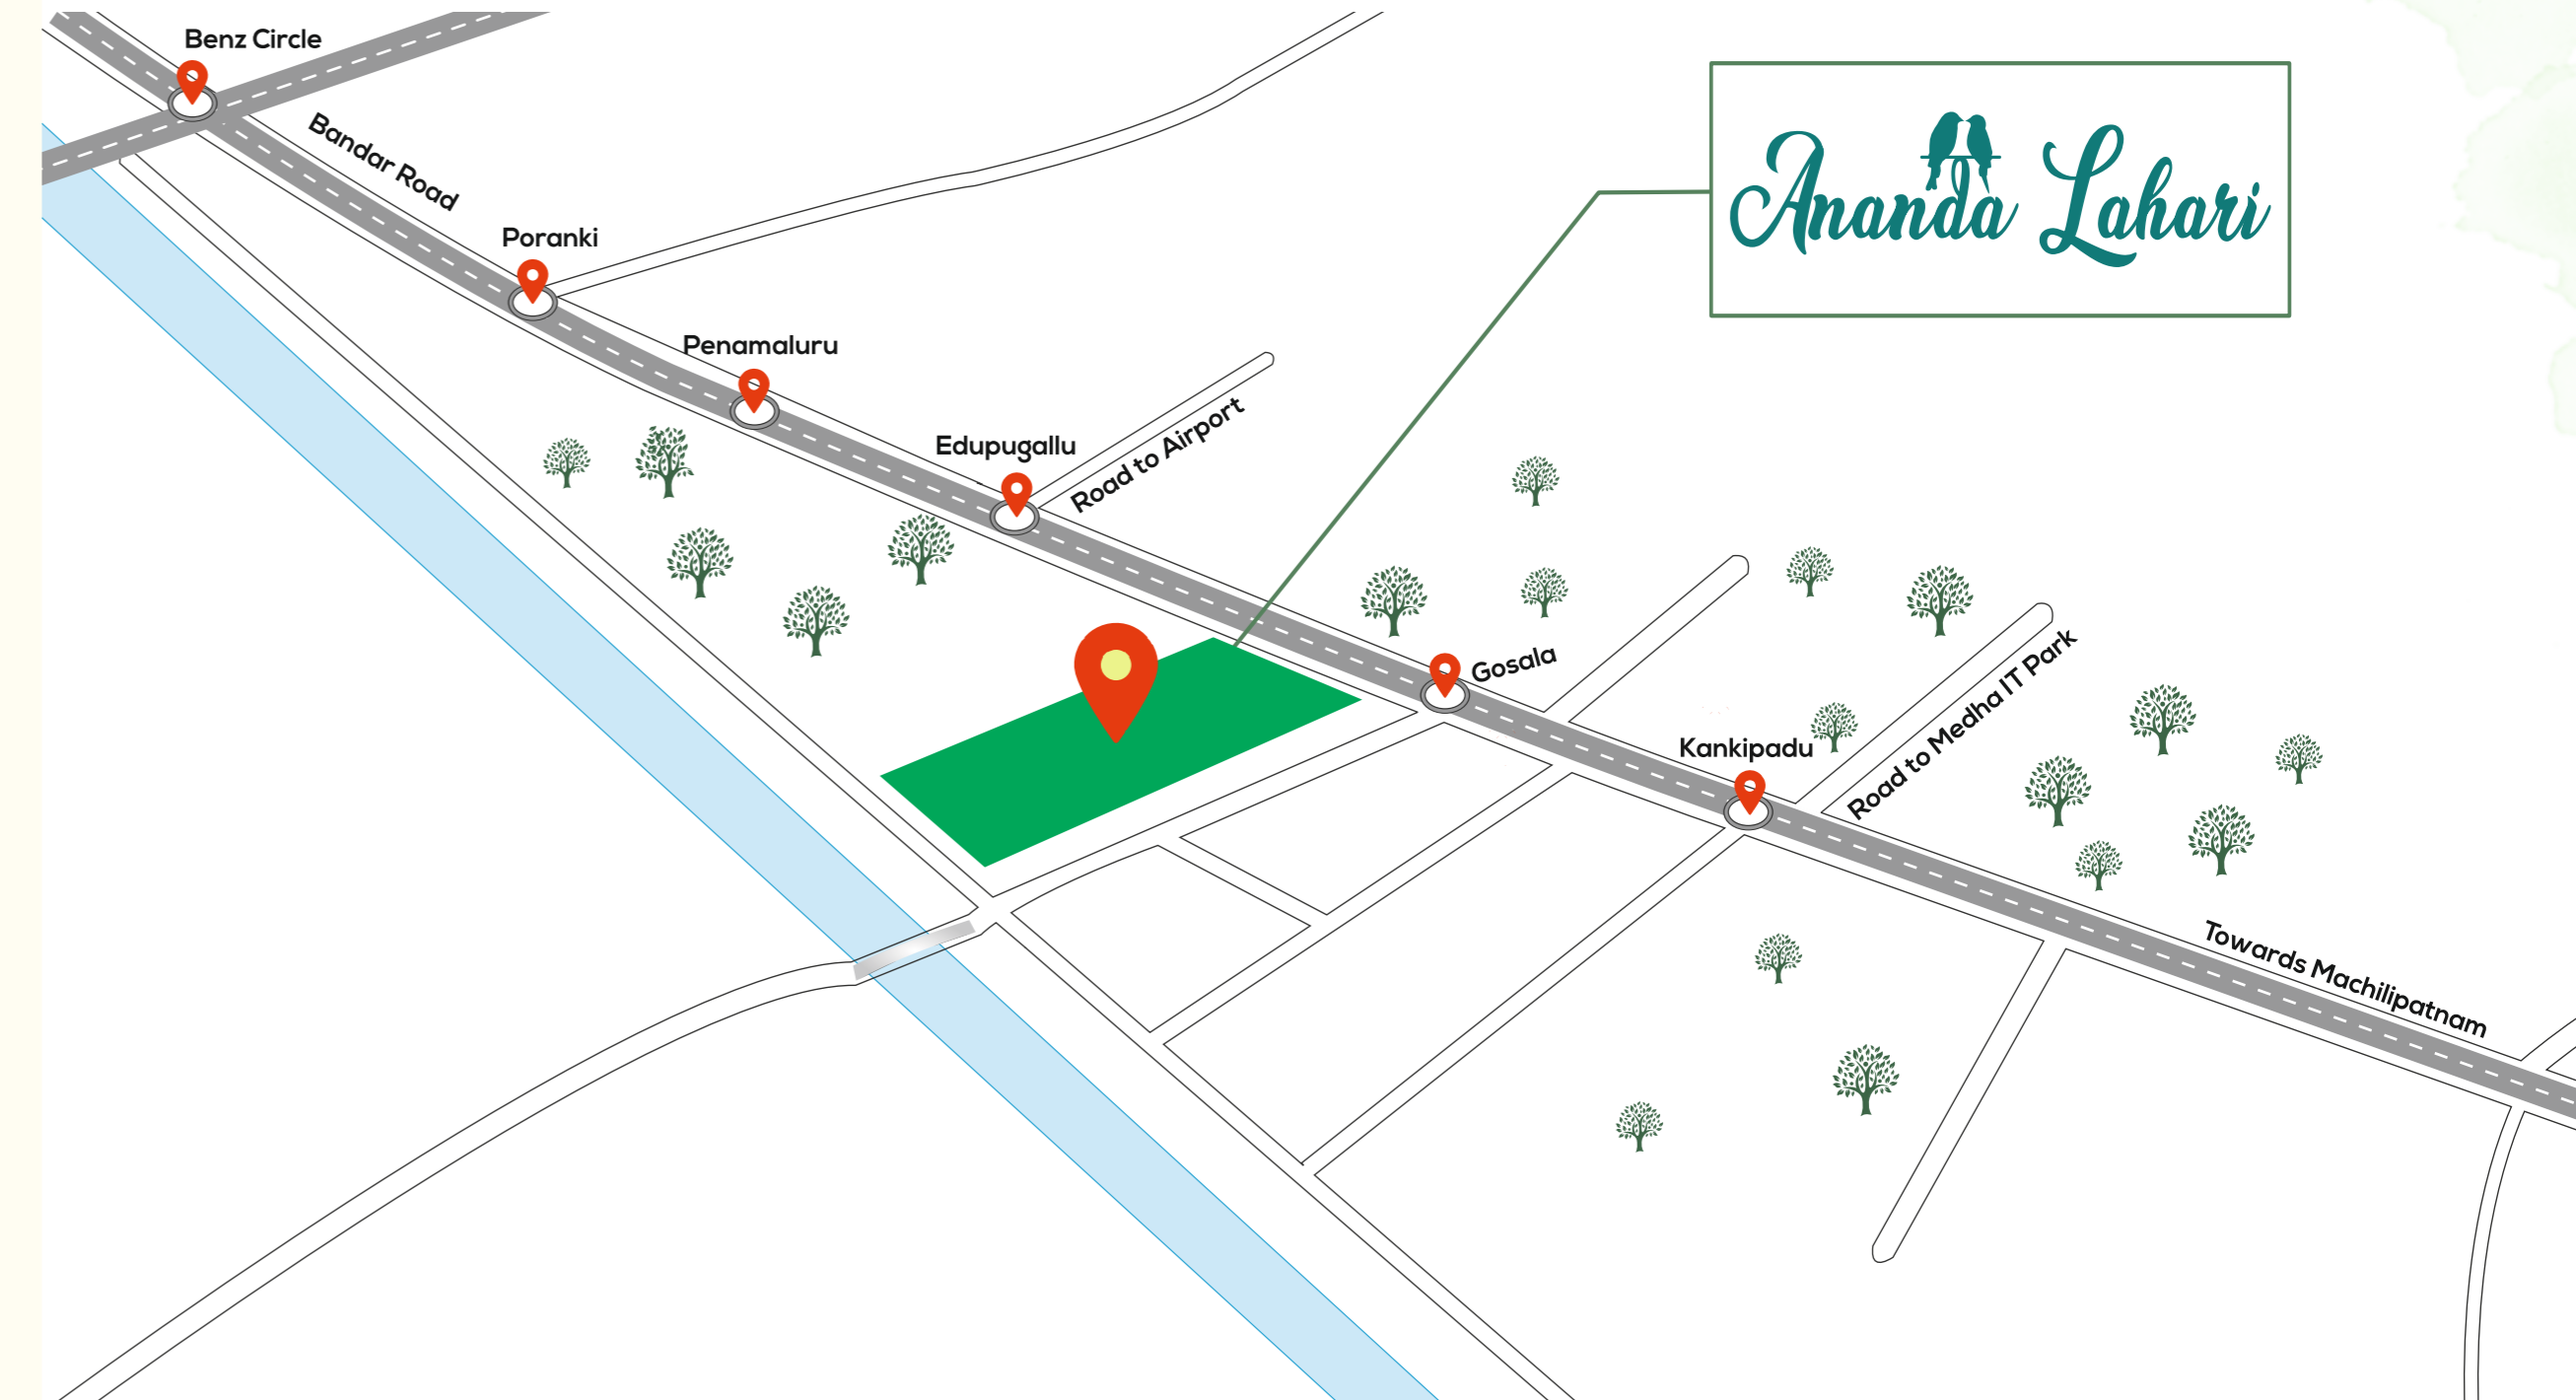 Benz Circle
Bandar Road
Poranki
Penamaluru
Edupugallu
Road to Airport
Ananda Lahari
Gosala
Kankipadu
Road to Medha IT Park
Towards Machilipatnam